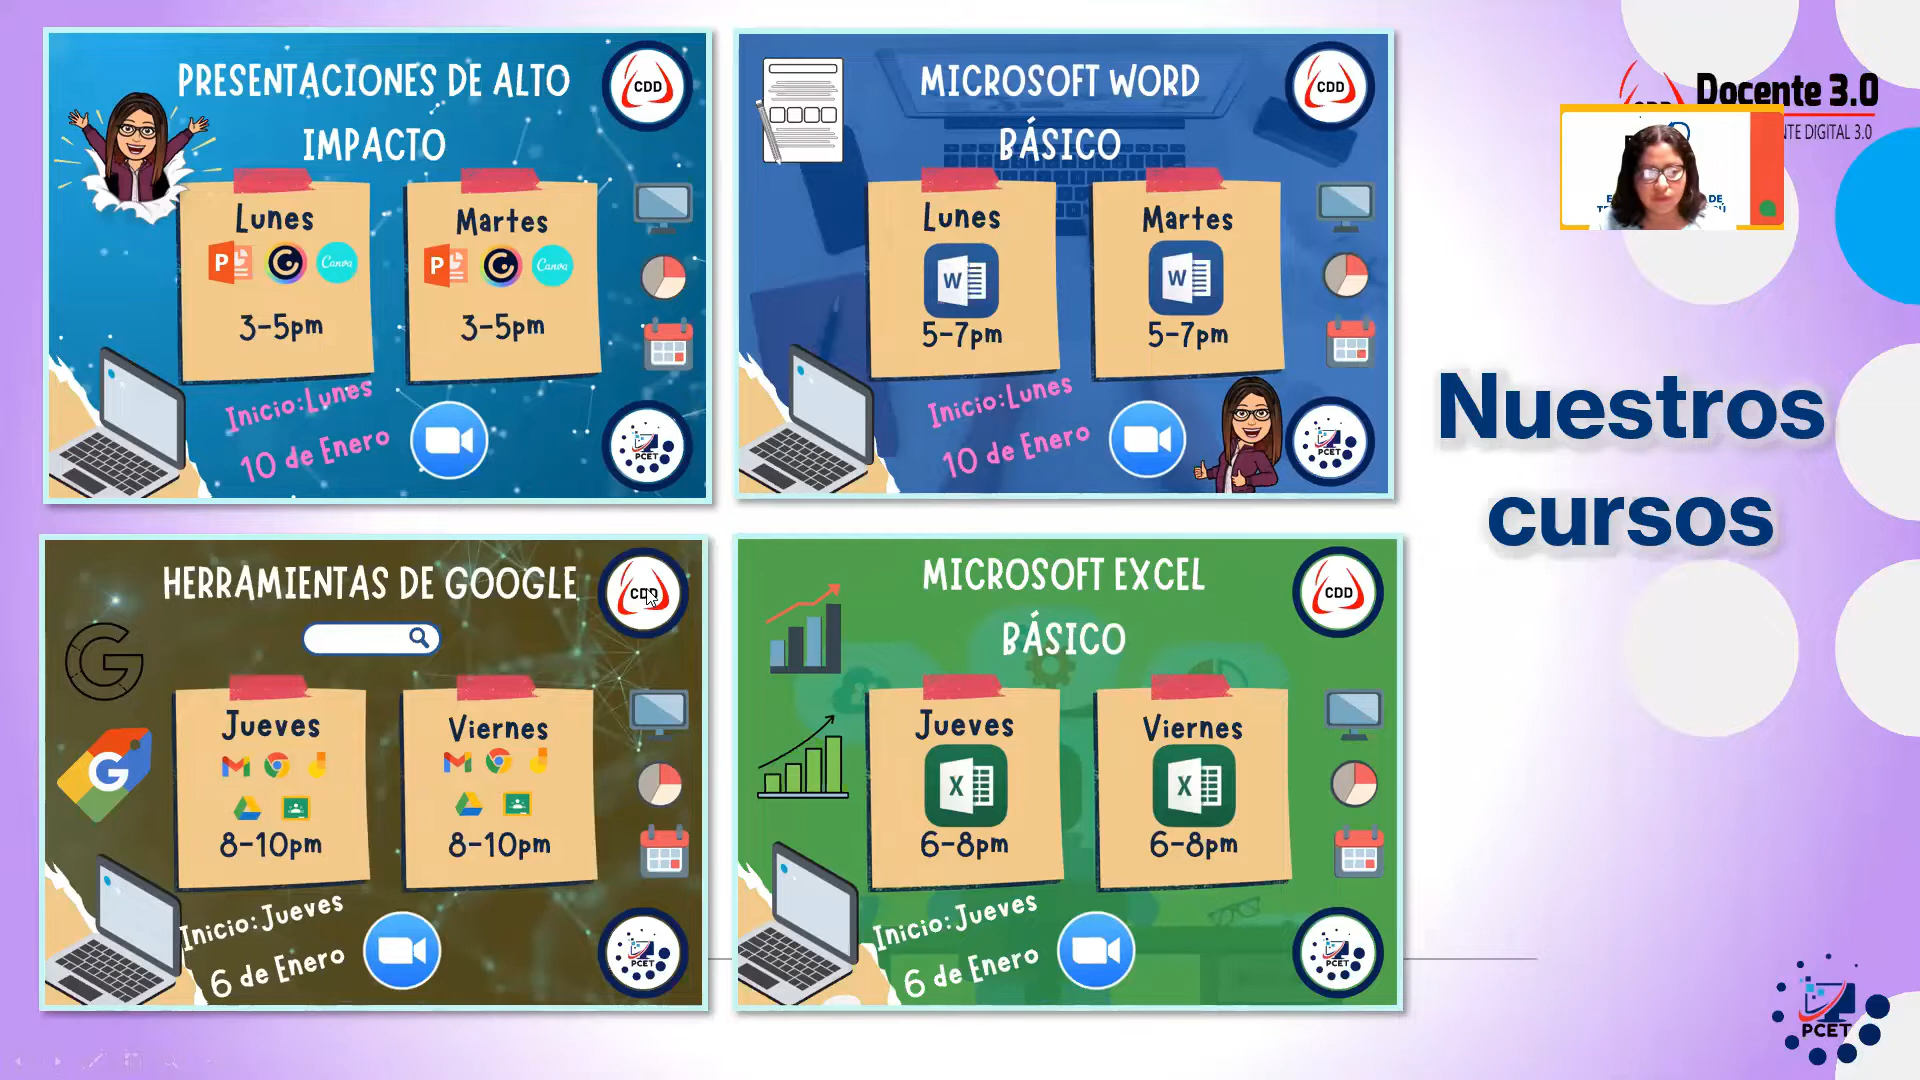 PRESENTACIONES DE ALTO
IMPACTO
CDD
Lunes
P
Canva
3-5pm
Martes
P
Canva
3-5pm
Inicio:Lunes
10 de Enero
PCET
MICROSOFT WORD
BÁSICO
CDD
Lunes
W
5-7pm
Martes
W
5-7pm
Inicio:Lunes
10 de Enero
PCET
HERRAMIENTAS DE GOOGLE
CDD
G
G
Jueves
8-10pm
Viernes
8-10pm
Inicio:Jueves
6 de Enero
PCET
MICROSOFT EXCEL
BÁSICO
CDD
Jueves
X
6-8pm
Viernes
X
6-8pm
Inicio:Jueves
6 de Enero
PCET
Docente 3.0
NTE DIGITAL 3.0
DE
Nuestros
cursos
PCET